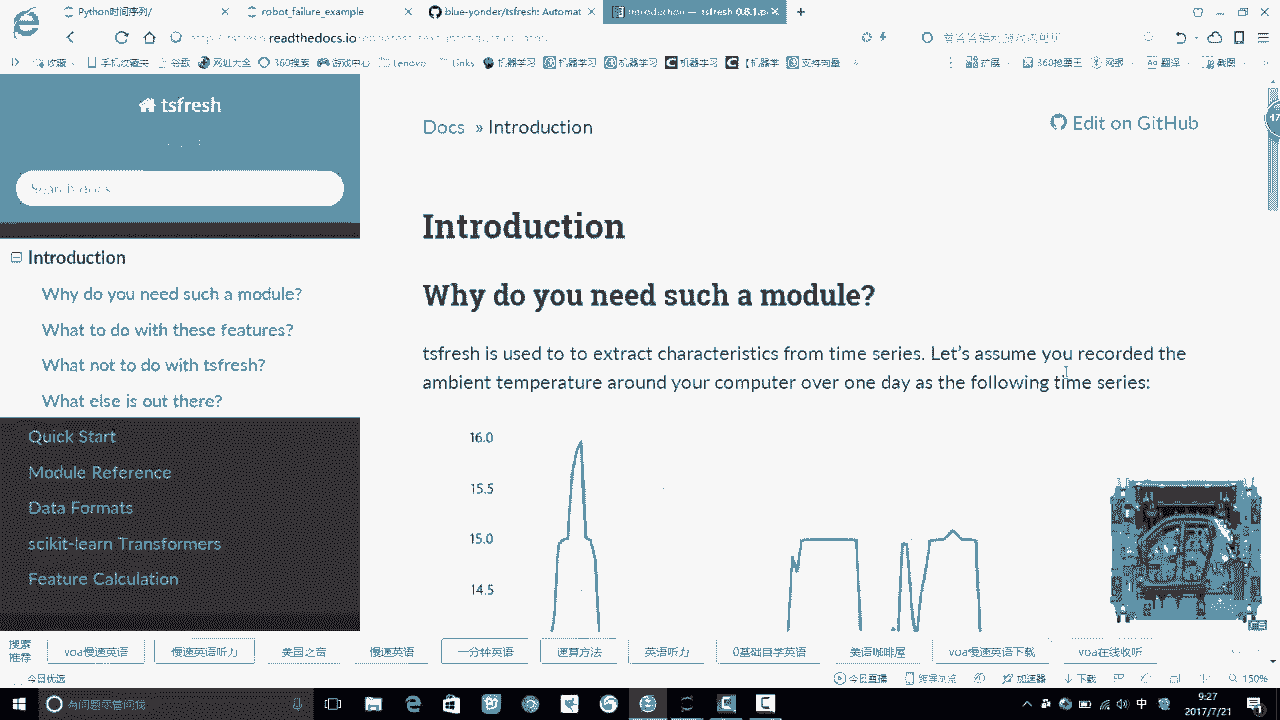 Python时间序列/
robot_failure_example
blue-yonder/tsfresh: Automat
Introduction — tsfresh 0.8.1.p
readthedocs.io
收藏
手机收藏夹
谷歌
网址大全
360搜索
游戏中心
Lenovo
Links
机器学习
机器学习
机器学习
机器学习
【机器学
支持向量
扩展
360抢票王
网银
翻译
截图
tsfresh
Search docs
Introduction
Why do you need such a module?
What to do with these features?
What not to do with tsfresh?
What else is out there?
Quick Start
Module Reference
Data Formats
scikit-learn Transformers
Feature Calculation
Docs » Introduction
Edit on GitHub
47
Introduction
Why do you need such a module?
tsfresh is used to to extract characteristics from time series. Let's assume you recorded the
ambient temperature around your computer over one day as the following time series:
16.0
15.5
15.0
14.5
搜索
推荐
voa慢速英语
慢速英语听力
美国之音
慢速英语
一分钟英语
速算方法
英语听力
0基础自学英语
美语咖啡屋
voa慢速英语下载
voa在线收听
今日优选
今日直播
跨屏浏览
加速器
下载
150%
有问题尽管问我
中
9:27
2017/7/21